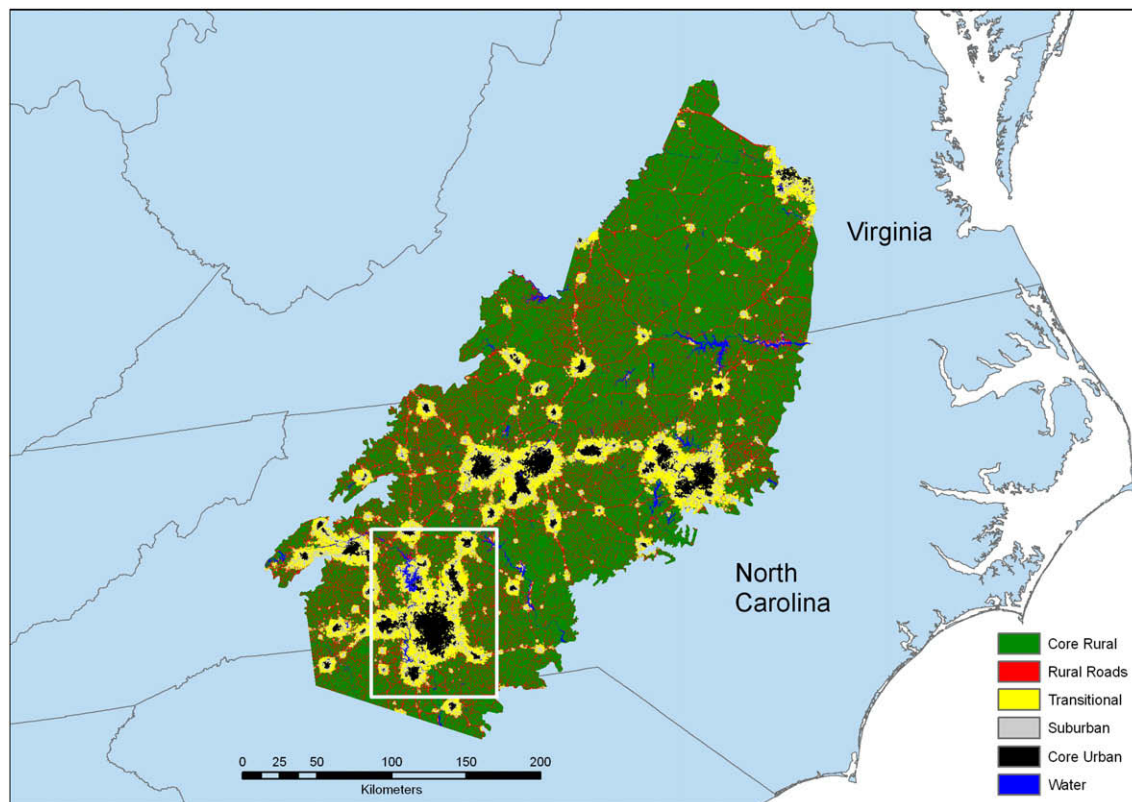 Virginia
North
Carolina
Core Rural
Rural Roads
Transitional
Suburban
Core Urban
Water
0 25 50 100 150 200
Kilometers